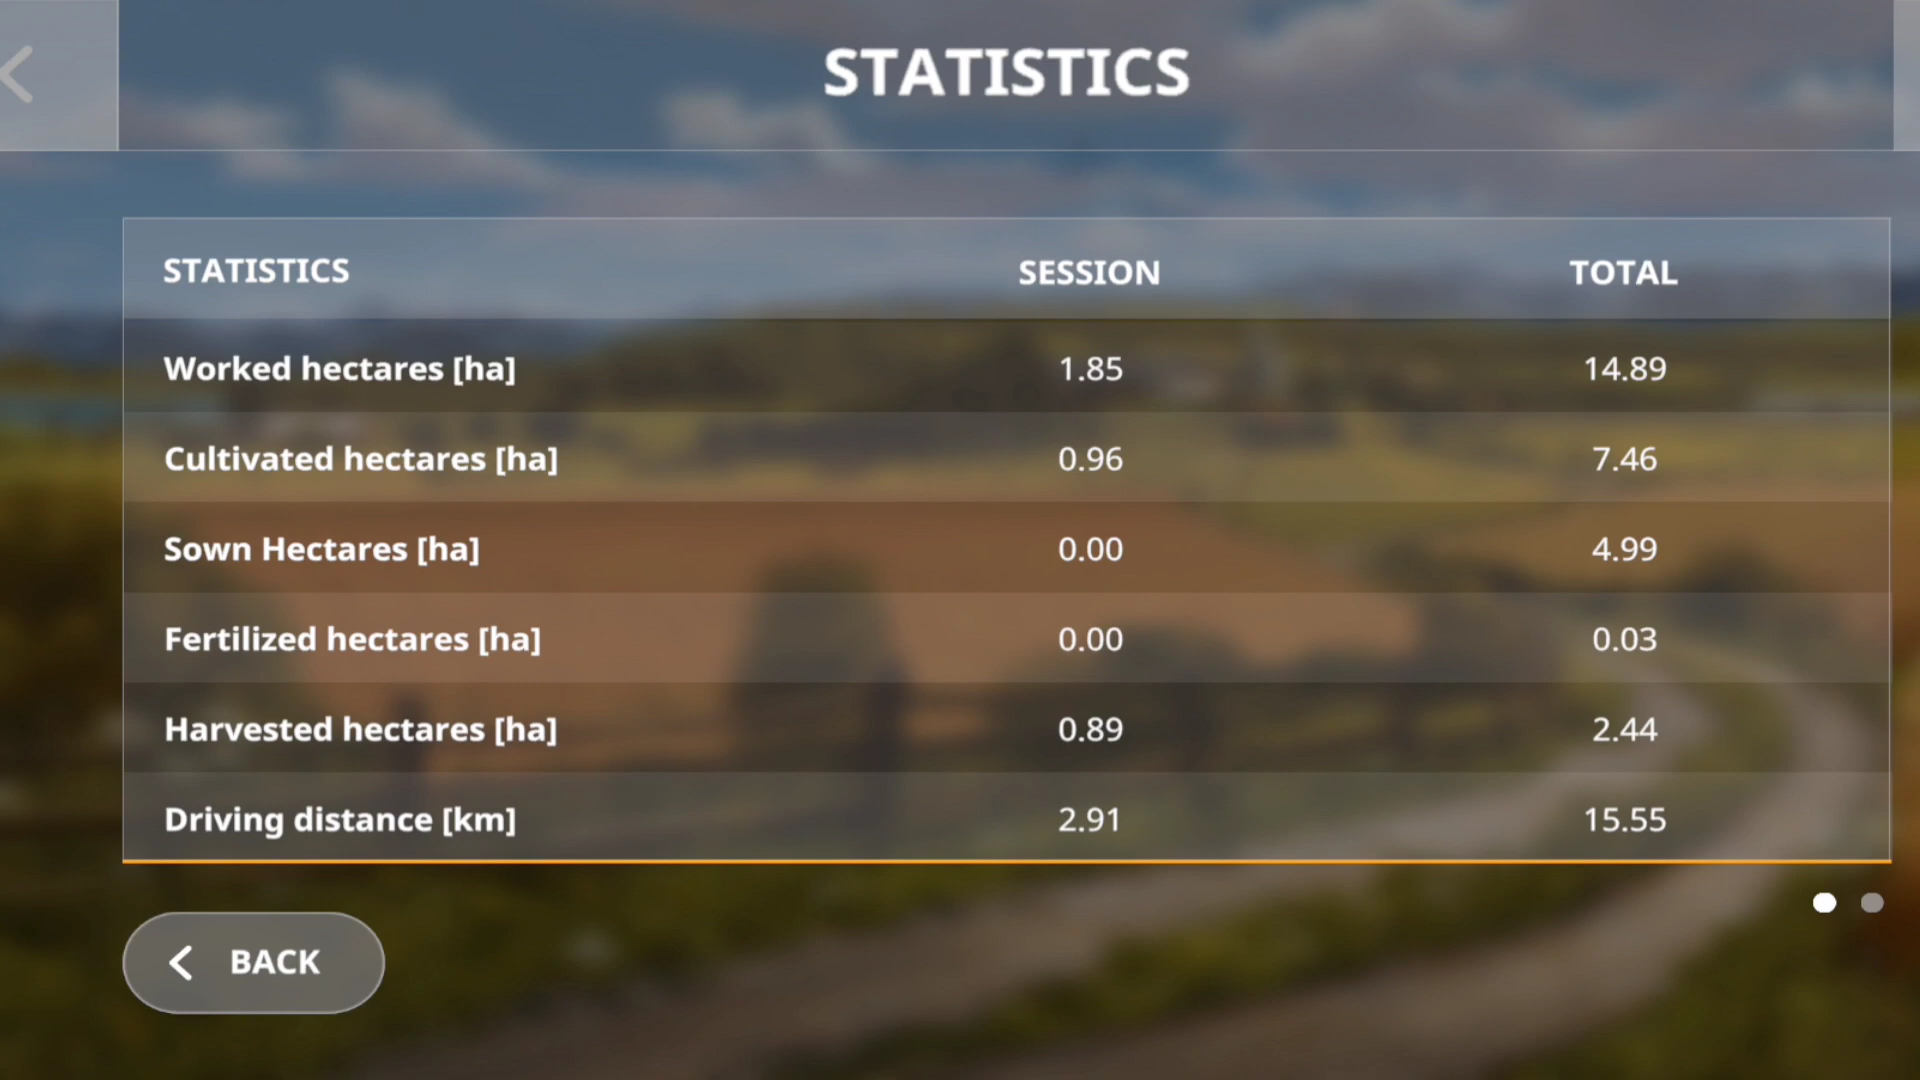 STATISTICS
STATISTICS SESSION TOTAL
Worked hectares [ha] 1.85 14.89
Cultivated hectares [ha] 0.96 7.46
Sown Hectares [ha] 0.00 4.99
Fertilized hectares [ha] 0.00 0.03
Harvested hectares [ha] 0.89 2.44
Driving distance [km] 2.91 15.55
BACK